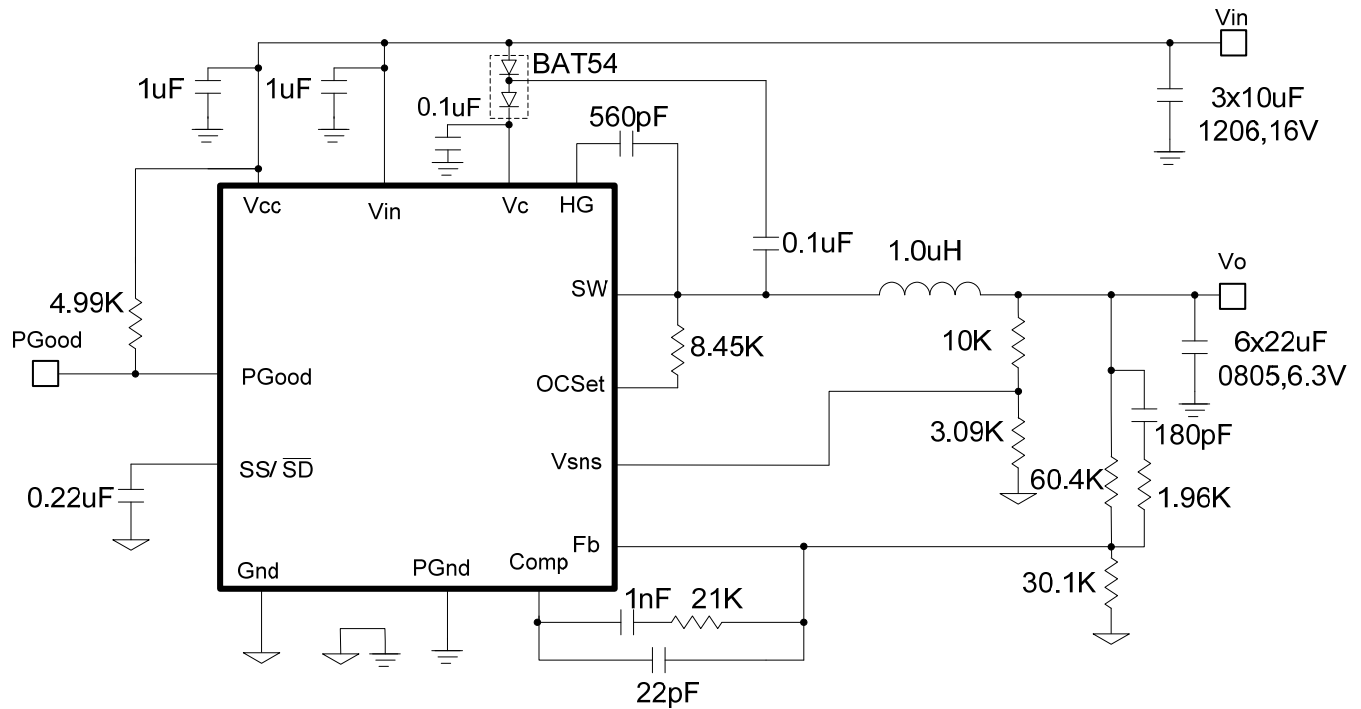 Vin
BAT54
1uF
1uF
0.1uF
560pF
3x10uF
1206,16V
Vcc
Vin
Vc
HG
0.1uF
1.0uH
Vo
SW
4.99K
8.45K
10K
6x22uF
0805,6.3V
PGood
PGood
OCSet
3.09K
180pF
Vsns
SS/ SD
60.4K
1.96K
0.22uF
Fb
Comp
Gnd
PGnd
30.1K
1nF
21K
22pF